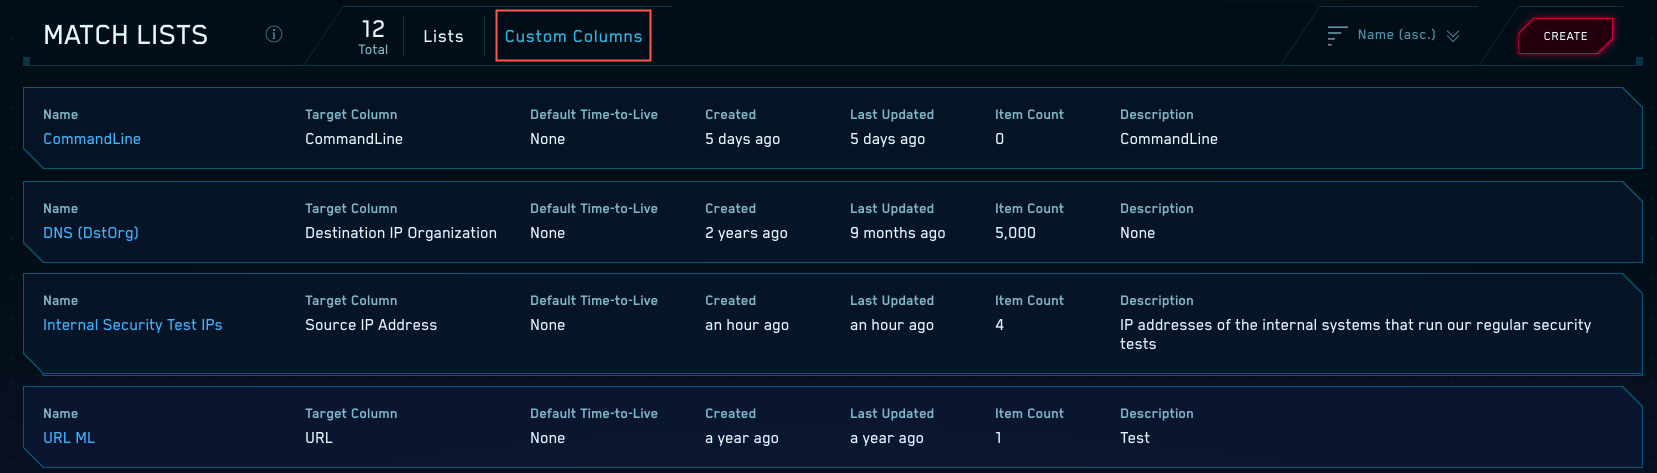 MATCH LISTS
12
Total
Lists
Custom Columns
Name (asc.)
CREATE
Name Target Column Default Time-to-Live Created Last Updated Item Count Description
CommandLine CommandLine None 5 days ago 5 days ago 0 CommandLine
Name Target Column Default Time-to-Live Created Last Updated Item Count Description
DNS (DstOrg) Destination IP Organization None 2 years ago 9 months ago 5,000 None
Name Target Column Default Time-to-Live Created Last Updated Item Count Description
Internal Security Test IPs Source IP Address None an hour ago an hour ago 4 IP addresses of the internal systems that run our regular security
tests
Name Target Column Default Time-to-Live Created Last Updated Item Count Description
URL ML URL None a year ago a year ago 1 Test